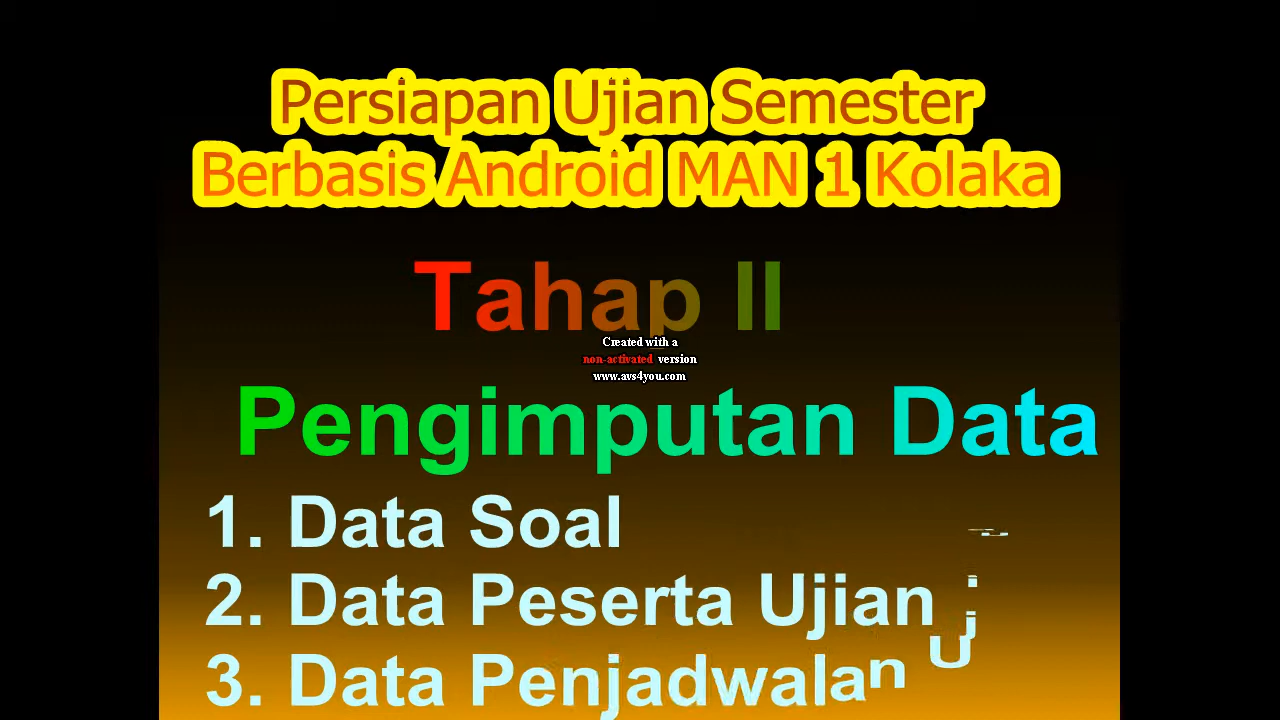 Persiapan Ujian Semester
Berbasis Android MAN 1 Kolaka
Tahap II
Created with a
non-activated version
www.avs4you.com
Pengimputan Data
1. Data Soal
2. Data Peserta Ujian
3. Data Penjadwalan